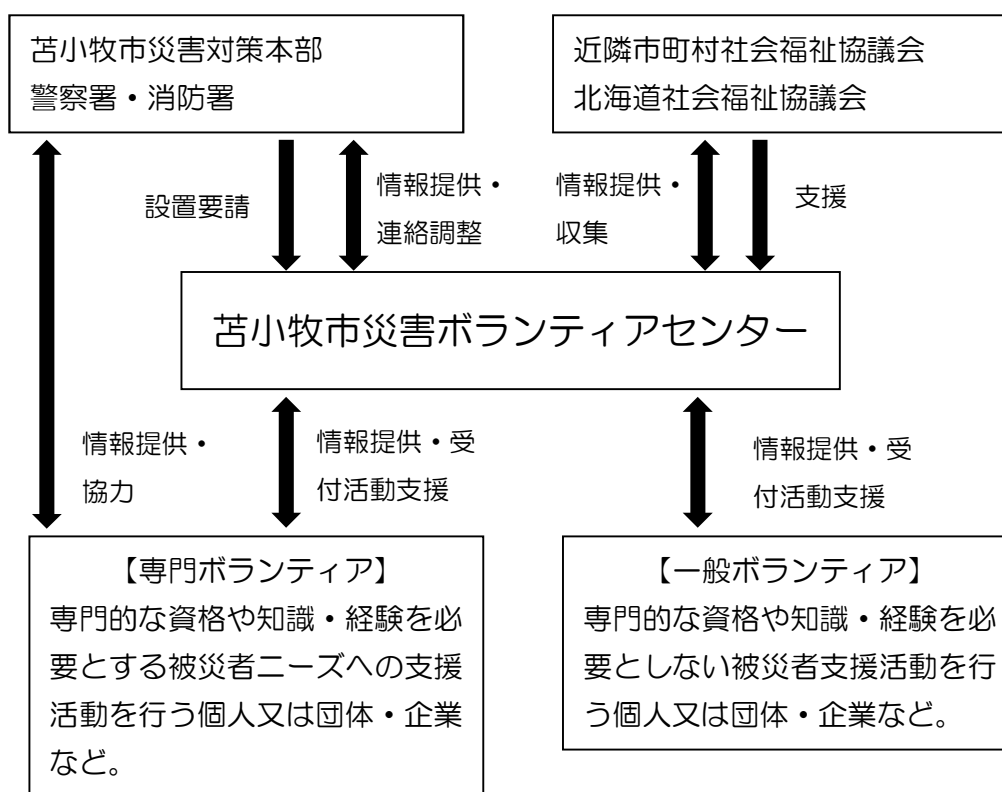 苫小牧市災害対策本部
警察署・消防署
近隣市町村社会福祉協議会
北海道社会福祉協議会
設置要請
情報提供・
連絡調整
情報提供・
収集
支援
苫小牧市災害ボランティアセンター
情報提供・
協力
情報提供・受
付活動支援
情報提供・受
付活動支援
【専門ボランティア】
専門的な資格や知識・経験を必
要とする被災者ニーズへの支援
活動を行う個人又は団体・企業
など。
【一般ボランティア】
専門的な資格や知識・経験を必
要としない被災者支援活動を行
う個人又は団体・企業など。